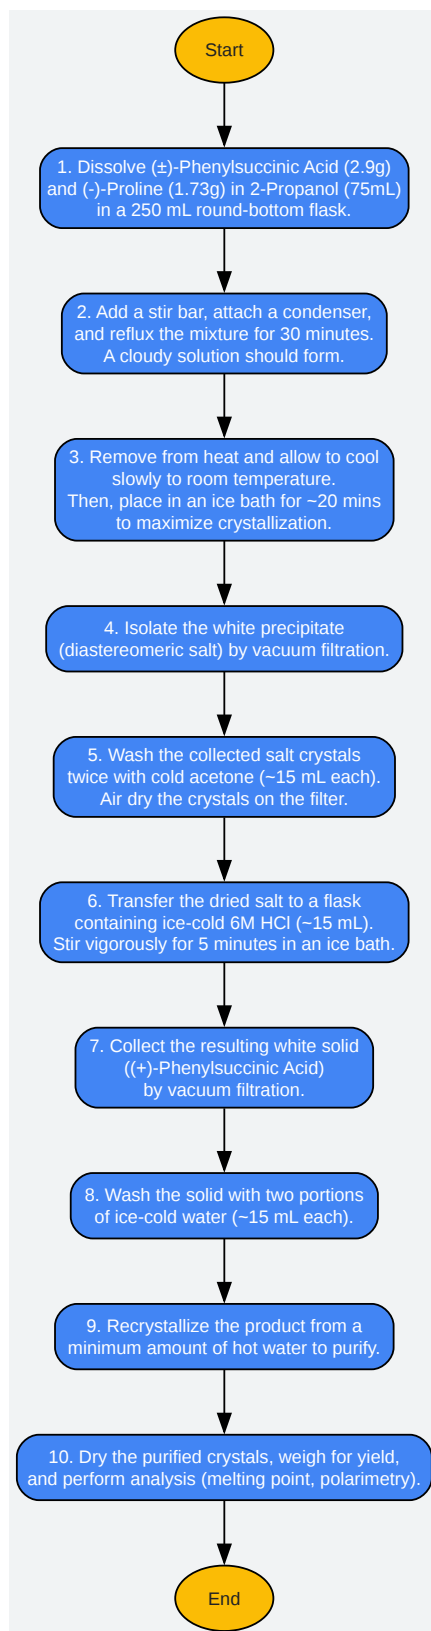 Start
1. Dissolve (±)-Phenylsuccinic Acid (2.9g)
and (-)-Proline (1.73g) in 2-Propanol (75mL)
in a 250 mL round-bottom flask.
2. Add a stir bar, attach a condenser,
and reflux the mixture for 30 minutes.
A cloudy solution should form.
3. Remove from heat and allow to cool
slowly to room temperature.
Then, place in an ice bath for ~20 mins
to maximize crystallization.
4. Isolate the white precipitate
(diastereomeric salt) by vacuum filtration.
5. Wash the collected salt crystals
twice with cold acetone (~15 mL each).
Air dry the crystals on the filter.
6. Transfer the dried salt to a flask
containing ice-cold 6M HCl (~15 mL).
Stir vigorously for 5 minutes in an ice bath.
7. Collect the resulting white solid
((+)-Phenylsuccinic Acid)
by vacuum filtration.
8. Wash the solid with two portions
of ice-cold water (~15 mL each).
9. Recrystallize the product from a
minimum amount of hot water to purify.
10. Dry the purified crystals, weigh for yield,
and perform analysis (melting point, polarimetry).
End